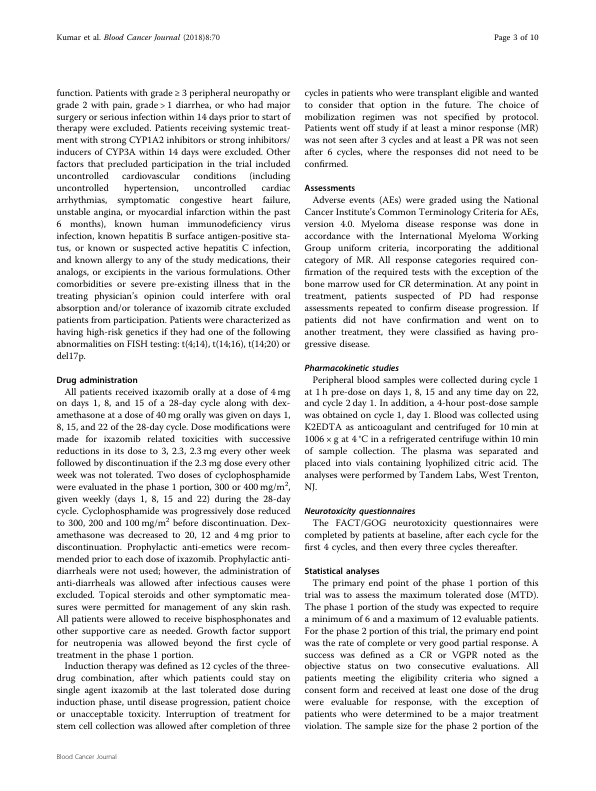 Kumar et al. Blood Cancer Journal (2018)8:70
Page 3 of 10
function. Patients with grade ≥ 3 peripheral neuropathy or
grade 2 with pain, grade > 1 diarrhea, or who had major
surgery or serious infection within 14 days prior to start of
therapy were excluded. Patients receiving systemic treat-
ment with strong CYP1A2 inhibitors or strong inhibitors/
inducers of CYP3A within 14 days were excluded. Other
factors that precluded participation in the trial included
uncontrolled cardiovascular conditions (including
uncontrolled hypertension, uncontrolled cardiac
arrhythmias, symptomatic congestive heart failure,
unstable angina, or myocardial infarction within the past
6 months), known human immunodeficiency virus
infection, known hepatitis B surface antigen-positive sta-
tus, or known or suspected active hepatitis C infection,
and known allergy to any of the study medications, their
analogs, or excipients in the various formulations. Other
comorbidities or severe pre-existing illness that in the
treating physician's opinion could interfere with oral
absorption and/or tolerance of ixazomib citrate excluded
patients from participation. Patients were characterized as
having high-risk genetics if they had one of the following
abnormalities on FISH testing: t(4;14), t(14;16), t(14;20) or
del17p.
Drug administration
All patients received ixazomib orally at a dose of 4 mg
on days 1, 8, and 15 of a 28-day cycle along with dex-
amethasone at a dose of 40 mg orally was given on days 1,
8, 15, and 22 of the 28-day cycle. Dose modifications were
made for ixazomib related toxicities with successive
reductions in its dose to 3, 2.3, 2.3 mg every other week
followed by discontinuation if the 2.3 mg dose every other
week was not tolerated. Two doses of cyclophosphamide
were evaluated in the phase 1 portion, 300 or 400 mg/m²,
given weekly (days 1, 8, 15 and 22) during the 28-day
cycle. Cyclophosphamide was progressively dose reduced
to 300, 200 and 100 mg/m² before discontinuation. Dex-
amethasone was decreased to 20, 12 and 4 mg prior to
discontinuation. Prophylactic anti-emetics were recom-
mended prior to each dose of ixazomib. Prophylactic anti-
diarrheals were not used; however, the administration of
anti-diarrheals was allowed after infectious causes were
excluded. Topical steroids and other symptomatic mea-
sures were permitted for management of any skin rash.
All patients were allowed to receive bisphosphonates and
other supportive care as needed. Growth factor support
for neutropenia was allowed beyond the first cycle of
treatment in the phase 1 portion.
Induction therapy was defined as 12 cycles of the three-
drug combination, after which patients could stay on
single agent ixazomib at the last tolerated dose during
induction phase, until disease progression, patient choice
or unacceptable toxicity. Interruption of treatment for
stem cell collection was allowed after completion of three
cycles in patients who were transplant eligible and wanted
to consider that option in the future. The choice of
mobilization regimen was not specified by protocol.
Patients went off study if at least a minor response (MR)
was not seen after 3 cycles and at least a PR was not seen
after 6 cycles, where the responses did not need to be
confirmed.
Assessments
Adverse events (AEs) were graded using the National
Cancer Institute's Common Terminology Criteria for AEs,
version 4.0. Myeloma disease response was done in
accordance with the International Myeloma Working
Group uniform criteria, incorporating the additional
category of MR. All response categories required con-
firmation of the required tests with the exception of the
bone marrow used for CR determination. At any point in
treatment, patients suspected of PD had response
assessments repeated to confirm disease progression. If
patients did not have confirmation and went on to
another treatment, they were classified as having pro-
gressive disease.
Pharmacokinetic studies
Peripheral blood samples were collected during cycle 1
at 1 h pre-dose on days 1, 8, 15 and any time day on 22,
and cycle 2 day 1. In addition, a 4-hour post-dose sample
was obtained on cycle 1, day 1. Blood was collected using
K2EDTA as anticoagulant and centrifuged for 10 min at
1006 × g at 4 °C in a refrigerated centrifuge within 10 min
of sample collection. The plasma was separated and
placed into vials containing lyophilized citric acid. The
analyses were performed by Tandem Labs, West Trenton,
NJ.
Neurotoxicity questionnaires
The FACT/GOG neurotoxicity questionnaires were
completed by patients at baseline, after each cycle for the
first 4 cycles, and then every three cycles thereafter.
Statistical analyses
The primary end point of the phase 1 portion of this
trial was to assess the maximum tolerated dose (MTD).
The phase 1 portion of the study was expected to require
a minimum of 6 and a maximum of 12 evaluable patients.
For the phase 2 portion of this trial, the primary end point
was the rate of complete or very good partial response. A
success was defined as a CR or VGPR noted as the
objective status on two consecutive evaluations. All
patients meeting the eligibility criteria who signed a
consent form and received at least one dose of the drug
were evaluable for response, with the exception of
patients who were determined to be a major treatment
violation. The sample size for the phase 2 portion of the
Blood Cancer Journal